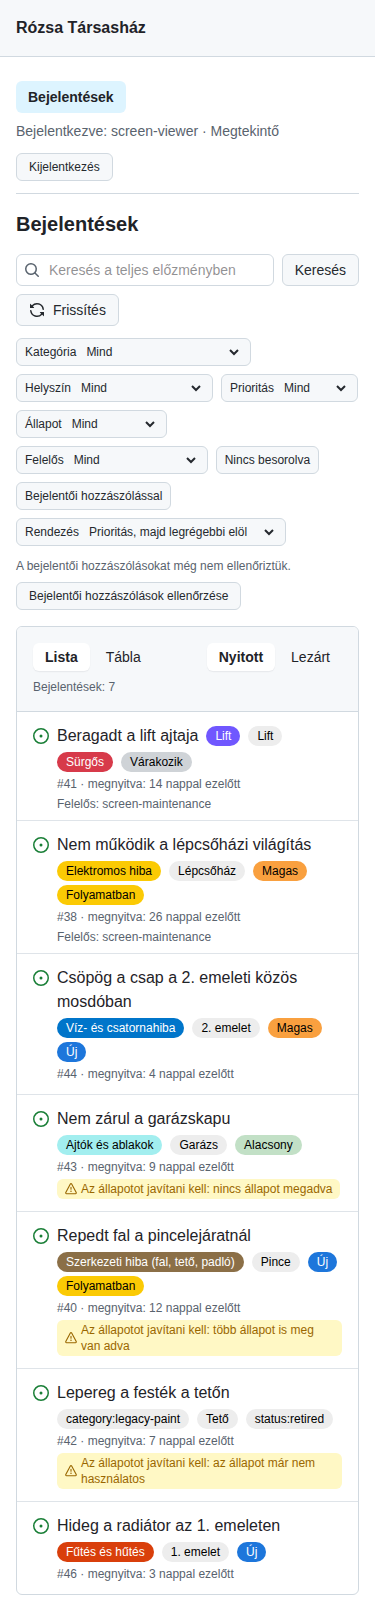 Rózsa Társasház
Bejelentések
Bejelentkezve: screen-viewer · Megtekintő
Kijelentkezés
Bejelentések
Keresés a teljes előzményben
Keresés
Frissítés
Kategória Mind
Helyszín Mind
Prioritás Mind
Állapot Mind
Felelős Mind
Nincs besorolva
Bejelentői hozzászólással
Rendezés Prioritás, majd legrégebbi elöl
A bejelentői hozzászólásokat még nem ellenőriztük.
Bejelentői hozzászólások ellenőrzése
Lista Tábla Nyitott Lezárt
Bejelentések: 7
Beragadt a lift ajtaja Lift Lift
Sürgős Várakozik
#41 · megnyitva: 14 nappal ezelőtt
Felelős: screen-maintenance
Nem működik a lépcsőházi világítás
Elektromos hiba Lépcsőház Magas
Folyamatban
#38 · megnyitva: 26 nappal ezelőtt
Felelős: screen-maintenance
Csöpög a csap a 2. emeleti közös
mosdóban
Víz- és csatornahiba 2. emelet Magas
Új
#44 · megnyitva: 4 nappal ezelőtt
Nem zárul a garázskapu
Ajtók és ablakok Garázs Alacsony
#43 · megnyitva: 9 nappal ezelőtt
Az állapotot javítani kell: nincs állapot megadva
Repedt fal a pincelejáratnál
Szerkezeti hiba (fal, tető, padló) Pince Új
Folyamatban
#40 · megnyitva: 12 nappal ezelőtt
Az állapotot javítani kell: több állapot is meg
van adva
Lepereg a festék a tetőn
category:legacy-paint Tető status:retired
#42 · megnyitva: 7 nappal ezelőtt
Az állapotot javítani kell: az állapot már nem
használatos
Hideg a radiátor az 1. emeleten
Fűtés és hűtés 1. emelet Új
#46 · megnyitva: 3 nappal ezelőtt